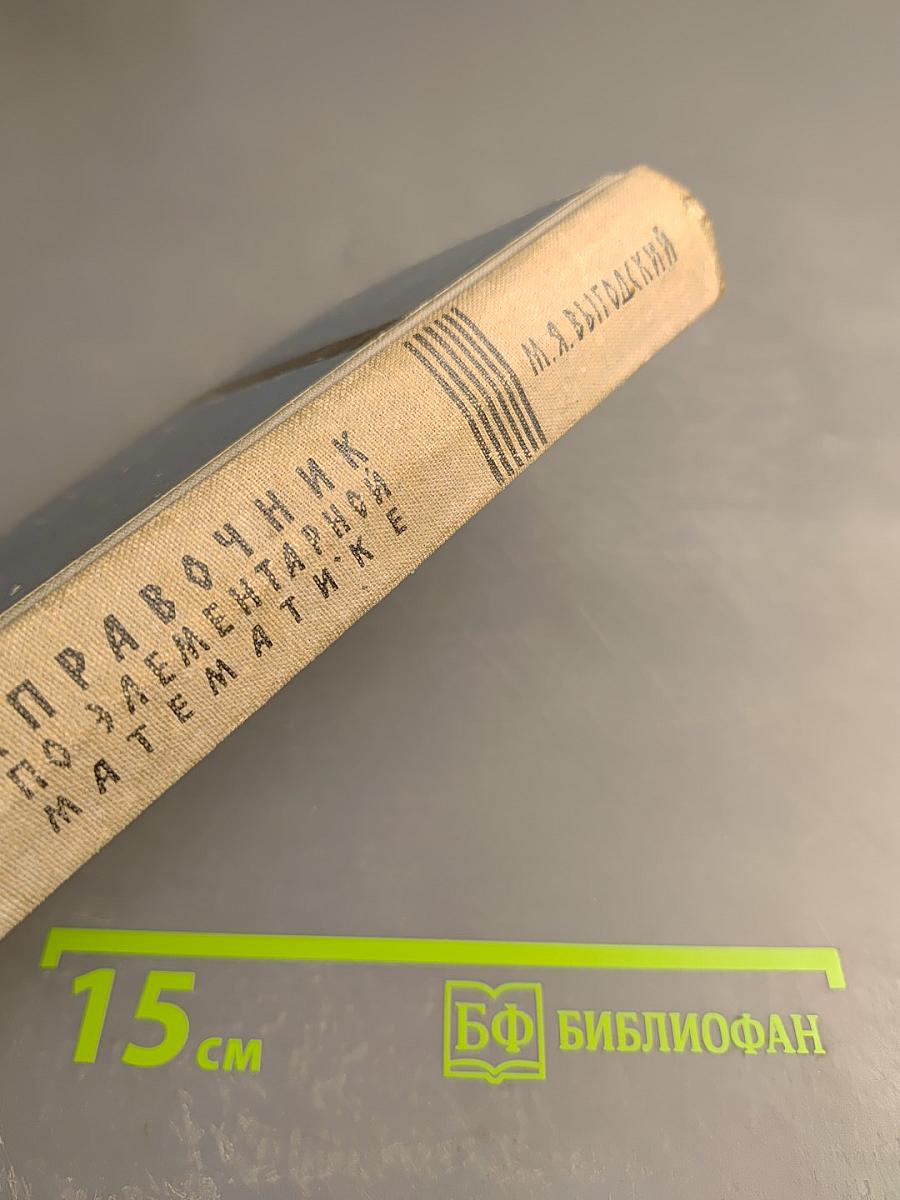 М. Я. ВЫГОДСКИЙ
СПРАВОЧНИК
ПО ЭЛЕМЕНТАРНОЙ
МАТЕМАТИКЕ
15 см
БФ БИБЛИОФАН